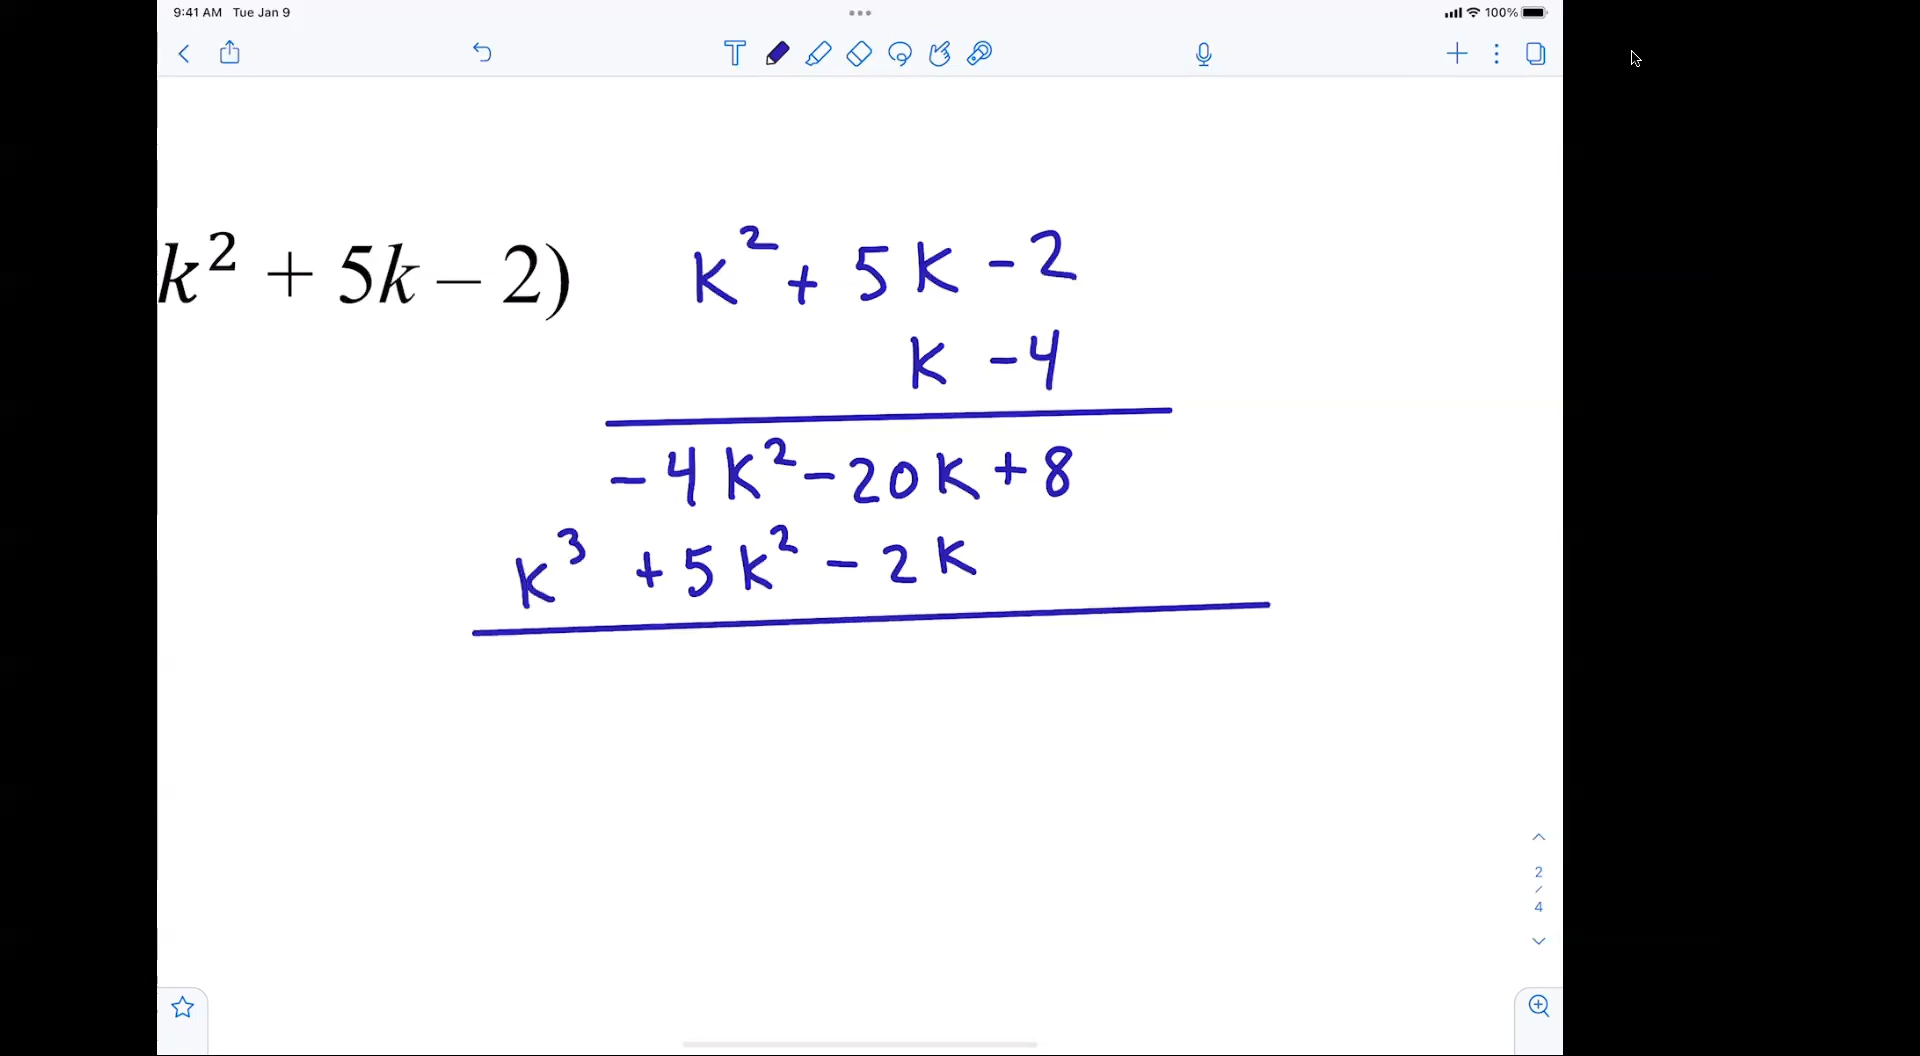 9:41 AM Tue Jan 9
100%
k² + 5k – 2)
k² + 5k - 2
k - 4
- 4k² - 20k + 8
k³ + 5k² - 2k
2
/
4